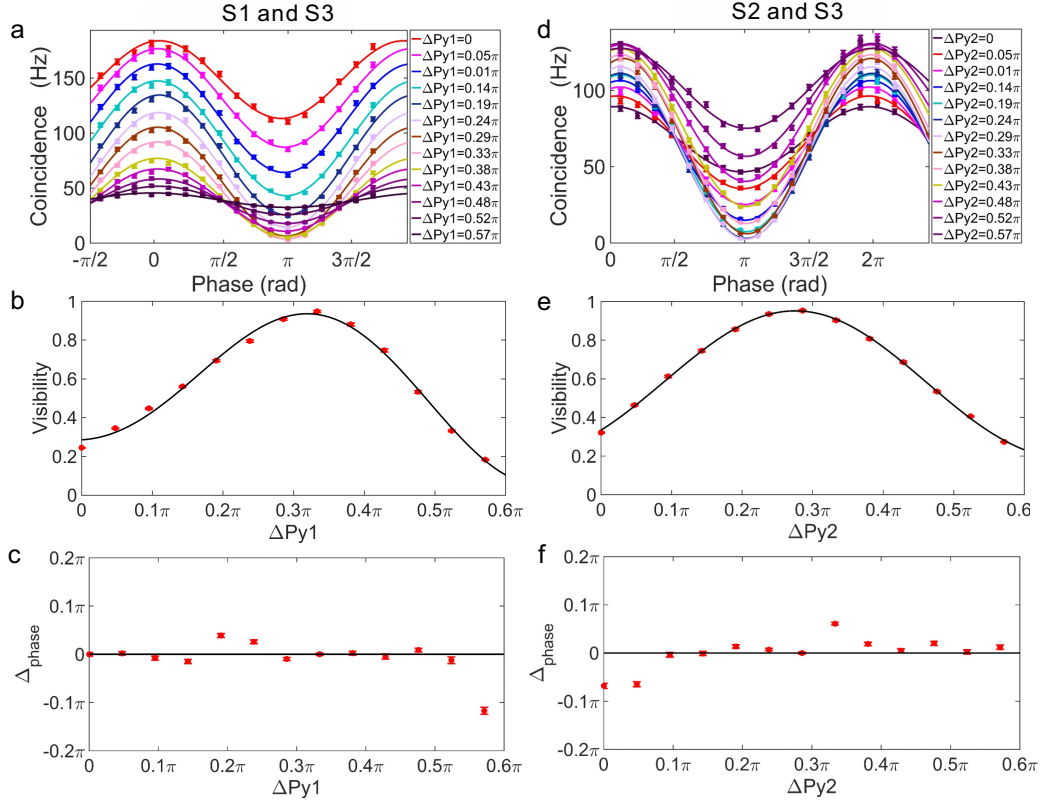 S1 and S3
a
Coincidence (Hz)
150
100
50
0
-π/2
0
π/2
π
3π/2
Phase (rad)
ΔPy1=0
ΔPy1=0.05π
ΔPy1=0.01π
ΔPy1=0.14π
ΔPy1=0.19π
ΔPy1=0.24π
ΔPy1=0.29π
ΔPy1=0.33π
ΔPy1=0.38π
ΔPy1=0.43π
ΔPy1=0.48π
ΔPy1=0.52π
ΔPy1=0.57π
S2 and S3
d
Coincidence (Hz)
100
50
0
0
π/2
π
3π/2
2π
Phase (rad)
ΔPy2=0
ΔPy2=0.05π
ΔPy2=0.01π
ΔPy2=0.14π
ΔPy2=0.19π
ΔPy2=0.24π
ΔPy2=0.29π
ΔPy2=0.33π
ΔPy2=0.38π
ΔPy2=0.43π
ΔPy2=0.48π
ΔPy2=0.52π
ΔPy2=0.57π
b
Visibility
1
0.8
0.6
0.4
0.2
0
0
0.1π
0.2π
0.3π
0.4π
0.5π
0.6π
ΔPy1
e
Visibility
1
0.8
0.6
0.4
0.2
0
0
0.1π
0.2π
0.3π
0.4π
0.5π
0.6π
ΔPy2
c
Δphase
0.2π
0.1π
0
-0.1π
-0.2π
0
0.1π
0.2π
0.3π
0.4π
0.5π
0.6π
ΔPy1
f
Δphase
0.2π
0.1π
0
-0.1π
-0.2π
0
0.1π
0.2π
0.3π
0.4π
0.5π
0.6π
ΔPy2